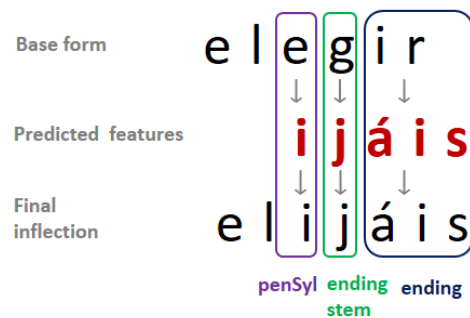 Base form e l e g i r
↓ ↓ ↓
Predicted features i j á i s
↓ ↓ ↓
Final
inflection e l i j á i s
penSyl ending ending
stem